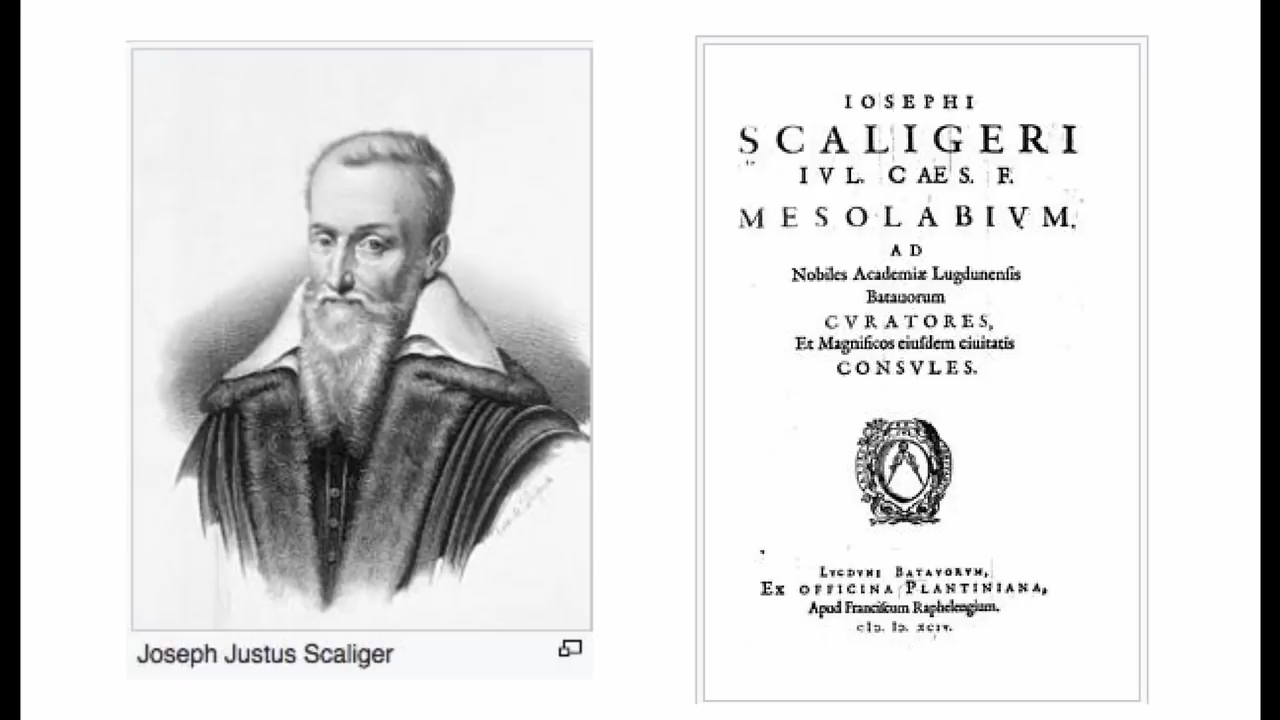 Joseph Justus Scaliger
IOSEPHI
SCALIGERI
IVL. CAES. F.
MESOLABIVM,
AD
Nobiles Academiæ Lugdunensis
Batauorum
CVRATORES,
Et Magnificos eiusdem ciuitatis
CONSVLES.
LVGDVNI BATAVORVM,
EX OFFICINA PLANTINIANA,
Apud Franciscum Raphelengium.
cIↃ. IↃ. XCIV.